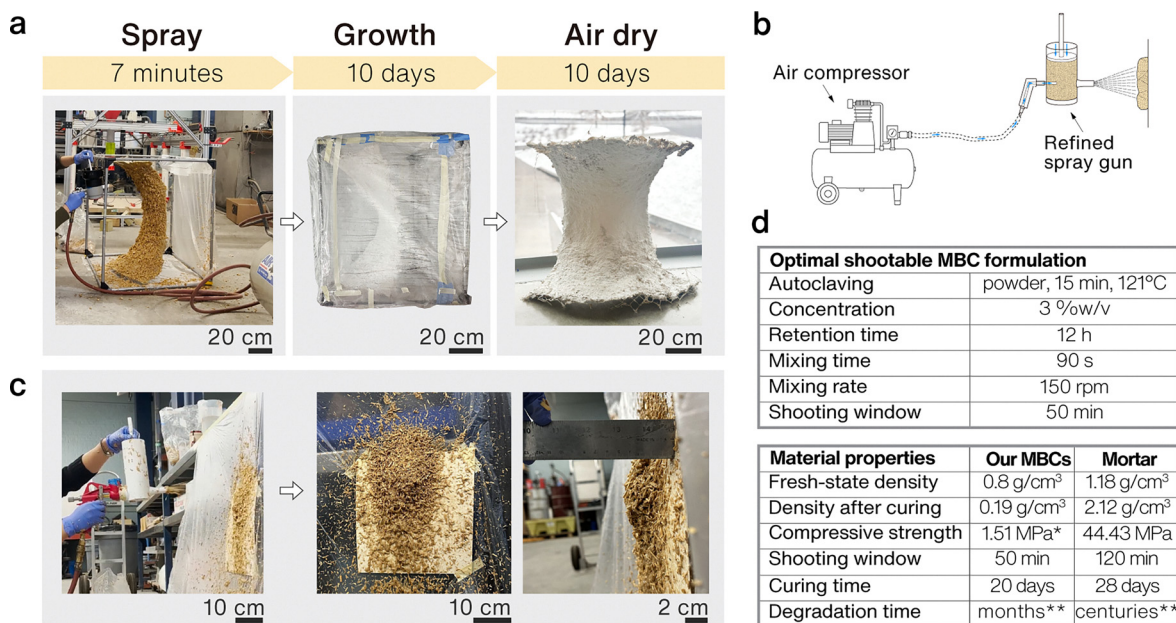 a
Spray
Growth
Air dry
7 minutes
10 days
10 days
20 cm
20 cm
20 cm
b
Air compressor
Refined
spray gun
c
10 cm
10 cm
2 cm
d
Optimal shootable MBC formulation
Autoclaving powder, 15 min, 121°C
Concentration 3 %w/v
Retention time 12 h
Mixing time 90 s
Mixing rate 150 rpm
Shooting window 50 min
Material properties Our MBCs Mortar
Fresh-state density 0.8 g/cm³ 1.18 g/cm³
Density after curing 0.19 g/cm³ 2.12 g/cm³
Compressive strength 1.51 MPa* 44.43 MPa
Shooting window 50 min 120 min
Curing time 20 days 28 days
Degradation time months** centuries**